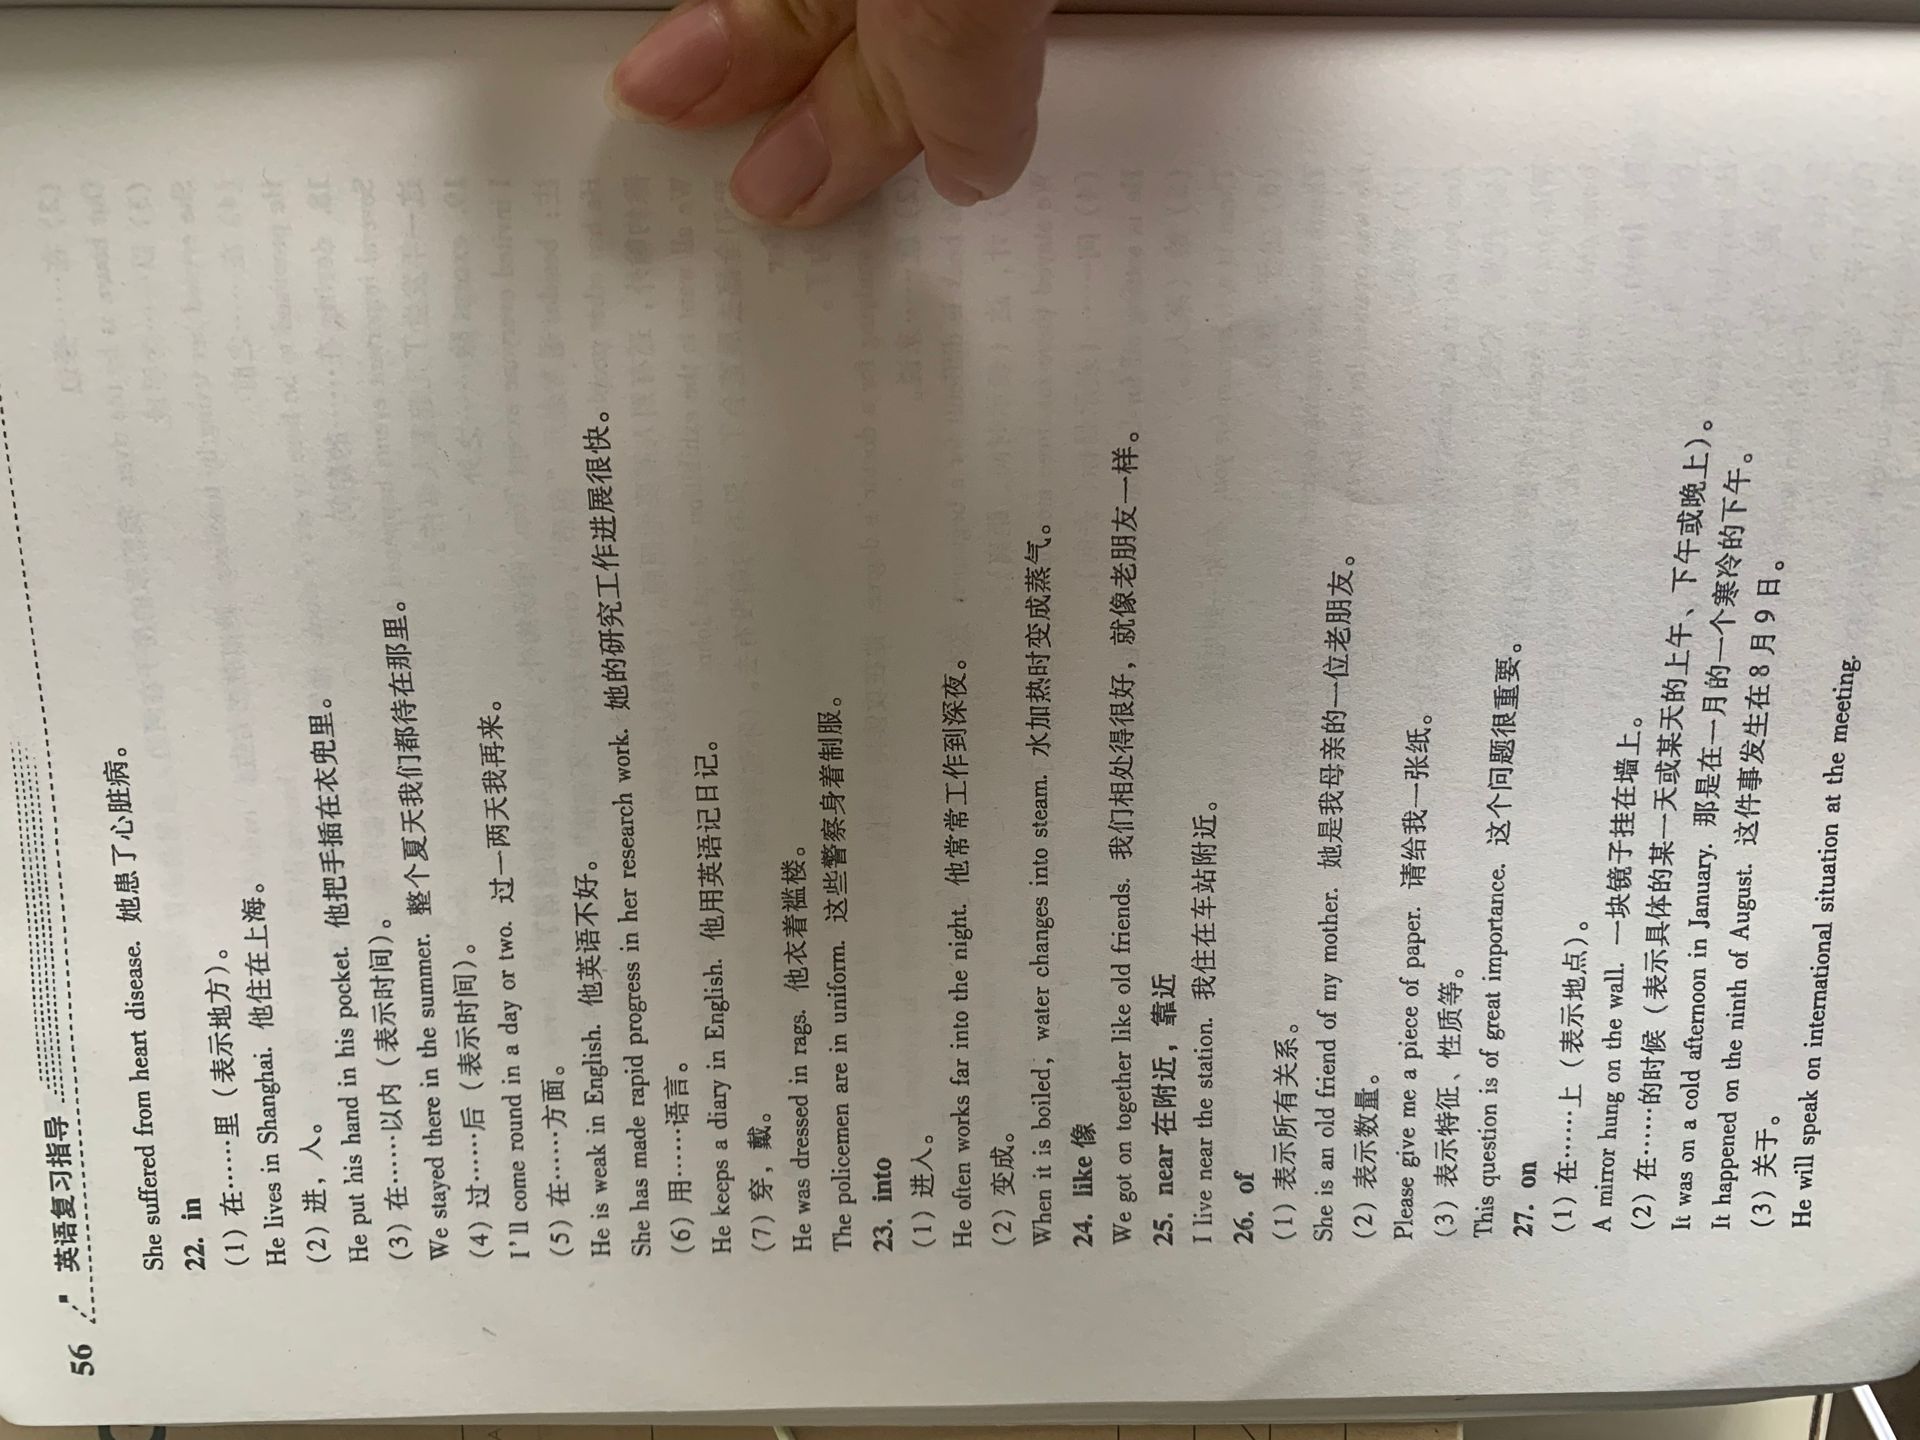 56 英语复习指导
She suffered from heart disease. 她患了心脏病。
22. in
(1) 在……里（表示地方）。
He lives in Shanghai. 他住在上海。
(2) 进，人。
He put his hand in his pocket. 他把手插在衣兜里。
(3) 在……以内（表示时间）。
We stayed there in the summer. 整个夏天我们都待在那里。
(4) 过……后（表示时间）。
I'll come round in a day or two. 过一两天我再来。
(5) 在……方面。
He is weak in English. 他英语不好。
She has made rapid progress in her research work. 她的研究工作进展很快。
(6) 用……语言。
He keeps a diary in English. 他用英语记日记。
(7) 穿，戴。
He was dressed in rags. 他衣着褴楼。
The policemen are in uniform. 这些警察身着制服。
23. into
(1) 进人。
He often works far into the night. 他常常工作到深夜。
(2) 变成。
When it is boiled, water changes into steam. 水加热时变成蒸气。
24. like 像
We got on together like old friends. 我们相处得很好，就像老朋友一样。
25. near 在附近，靠近
I live near the station. 我住在车站附近。
26. of
(1) 表示所有关系。
She is an old friend of my mother. 她是我母亲的一位老朋友。
(2) 表示数量。
Please give me a piece of paper. 请给我一张纸。
(3) 表示特征、性质等。
This question is of great importance. 这个问题很重要。
27. on
(1) 在……上（表示地点）。
A mirror hung on the wall. 一块镜子挂在墙上。
(2) 在……的时候（表示具体的某一天或某天的上午、下午或晚上）。
It was on a cold afternoon in January. 那是在一月的一个寒冷的下午。
It happened on the ninth of August. 这件事发生在8月9日。
(3) 关于。
He will speak on international situation at the meeting.